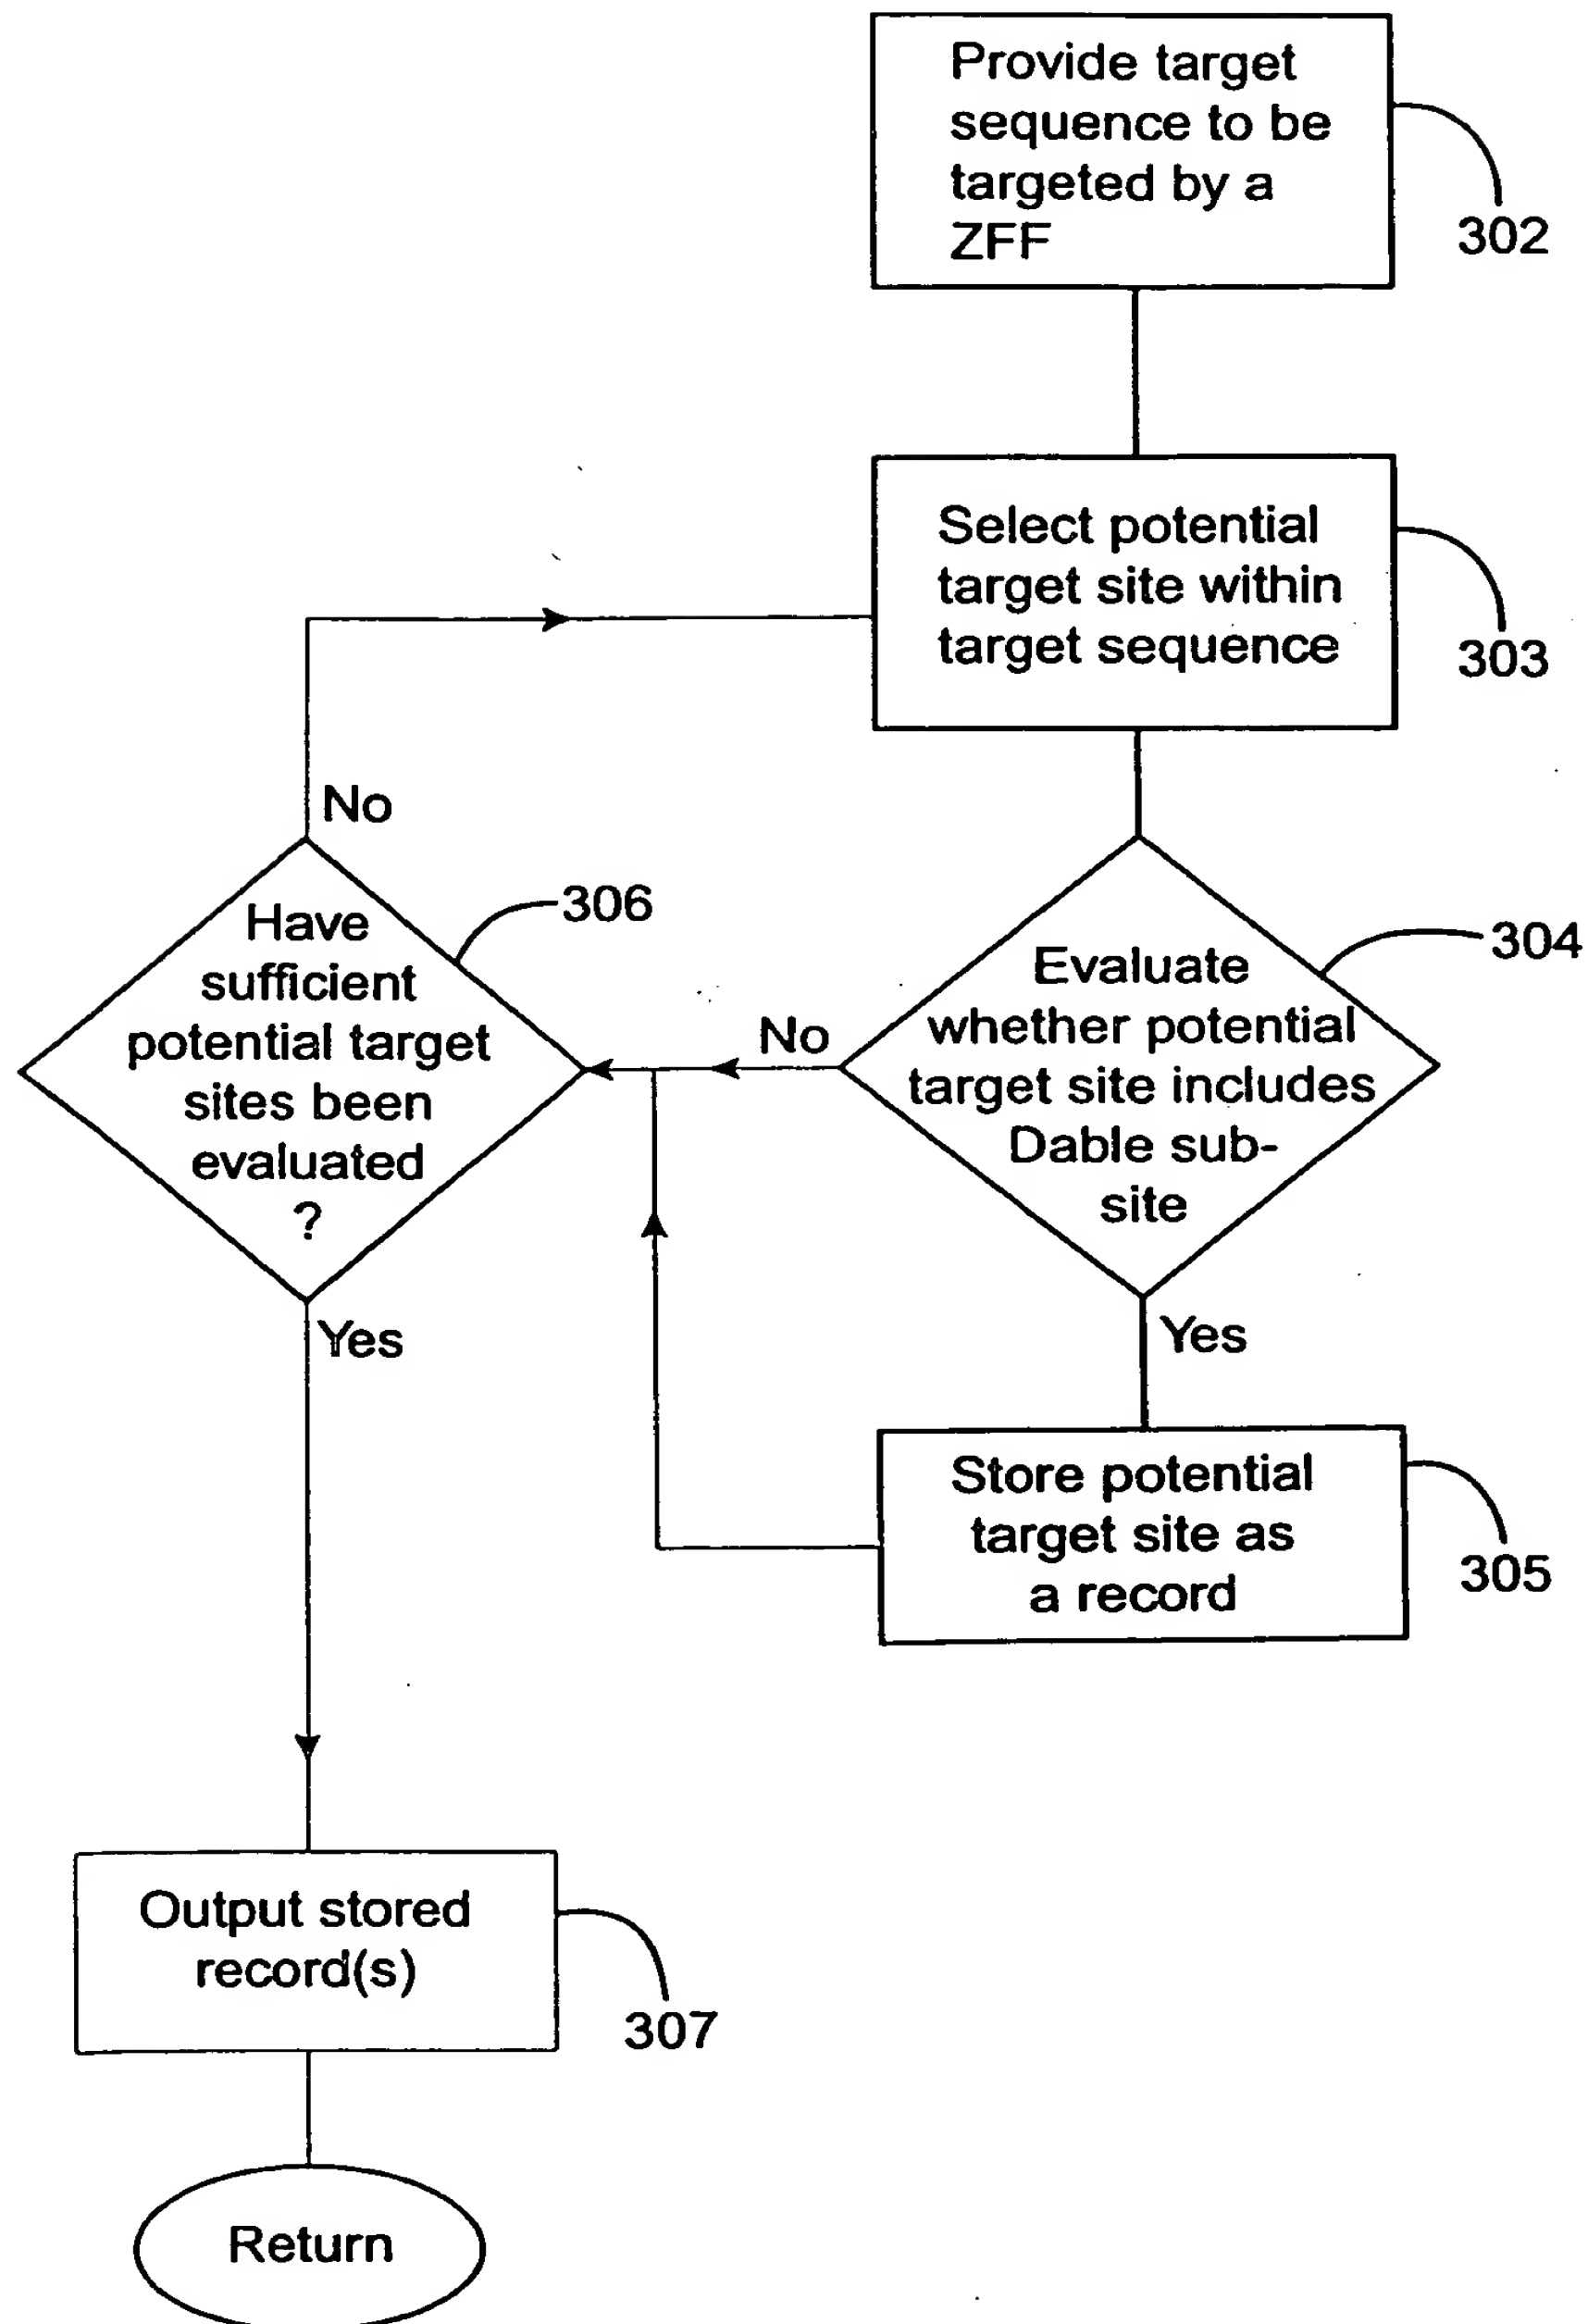 Provide target
sequence to be
targeted by a
ZFF
302
Select potential
target site within
target sequence
303
No
Have
sufficient
potential target
sites been
evaluated
?
306
Evaluate
whether potential
target site includes
Dable sub-
site
304
No
Yes
Yes
Store potential
target site as
a record
305
Output stored
record(s)
307
Return